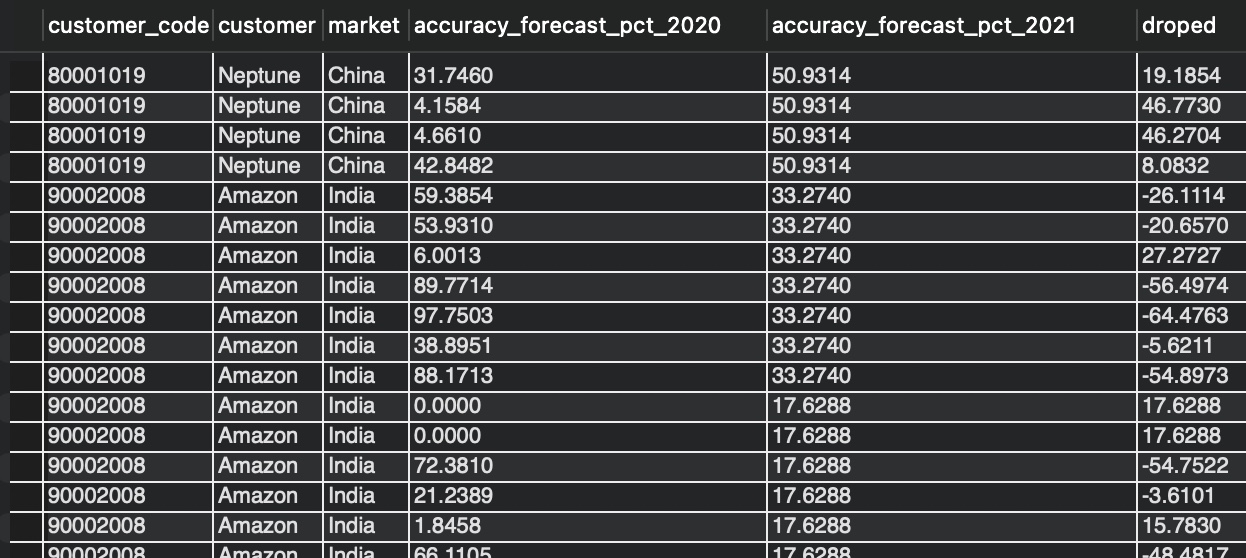 customer_code customer market accuracy_forecast_pct_2020 accuracy_forecast_pct_2021 droped
80001019 Neptune China 31.7460 50.9314 19.1854
80001019 Neptune China 4.1584 50.9314 46.7730
80001019 Neptune China 4.6610 50.9314 46.2704
80001019 Neptune China 42.8482 50.9314 8.0832
90002008 Amazon India 59.3854 33.2740 -26.1114
90002008 Amazon India 53.9310 33.2740 -20.6570
90002008 Amazon India 6.0013 33.2740 27.2727
90002008 Amazon India 89.7714 33.2740 -56.4974
90002008 Amazon India 97.7503 33.2740 -64.4763
90002008 Amazon India 38.8951 33.2740 -5.6211
90002008 Amazon India 88.1713 33.2740 -54.8973
90002008 Amazon India 0.0000 17.6288 17.6288
90002008 Amazon India 0.0000 17.6288 17.6288
90002008 Amazon India 72.3810 17.6288 -54.7522
90002008 Amazon India 21.2389 17.6288 -3.6101
90002008 Amazon India 1.8458 17.6288 15.7830
90002008 Amazon India 66.1105 17.6288 -48.4817